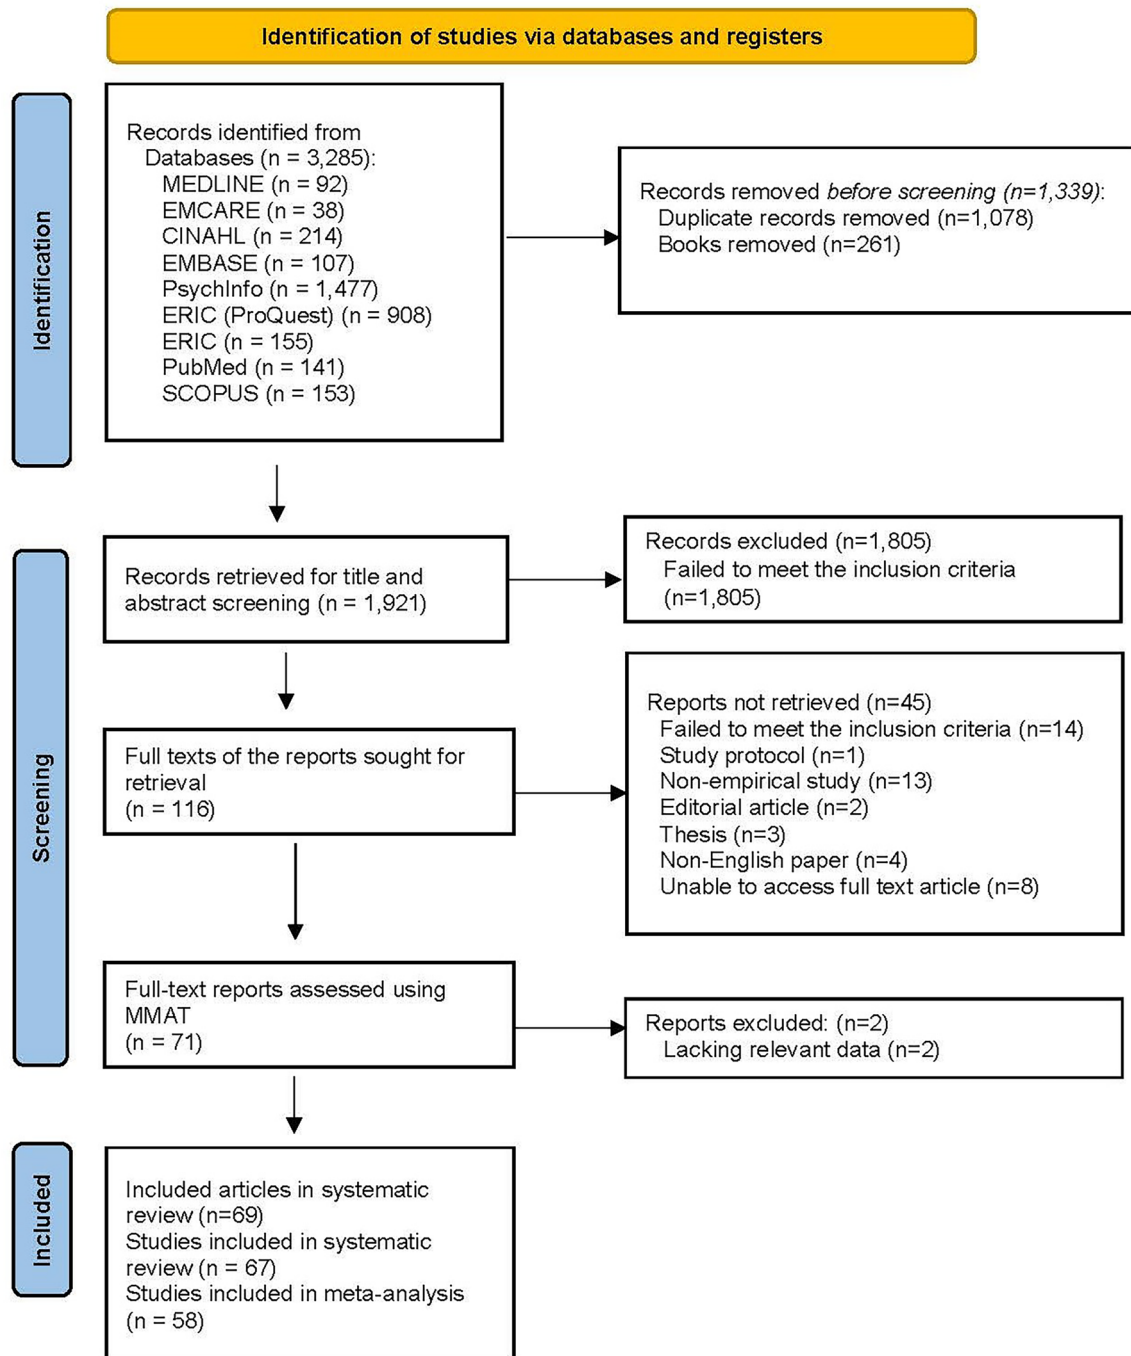 Identification of studies via databases and registers
Identification
Records identified from
Databases (n = 3,285):
MEDLINE (n = 92)
EMCARE (n = 38)
CINAHL (n = 214)
EMBASE (n = 107)
PsychInfo (n = 1,477)
ERIC (ProQuest) (n = 908)
ERIC (n = 155)
PubMed (n = 141)
SCOPUS (n = 153)
Records removed before screening (n=1,339):
Duplicate records removed (n=1,078)
Books removed (n=261)
Screening
Records retrieved for title and
abstract screening (n = 1,921)
Records excluded (n=1,805)
Failed to meet the inclusion criteria
(n=1,805)
Full texts of the reports sought for
retrieval
(n = 116)
Reports not retrieved (n=45)
Failed to meet the inclusion criteria (n=14)
Study protocol (n=1)
Non-empirical study (n=13)
Editorial article (n=2)
Thesis (n=3)
Non-English paper (n=4)
Unable to access full text article (n=8)
Full-text reports assessed using
MMAT
(n = 71)
Reports excluded: (n=2)
Lacking relevant data (n=2)
Included
Included articles in systematic
review (n=69)
Studies included in systematic
review (n = 67)
Studies included in meta-analysis
(n = 58)